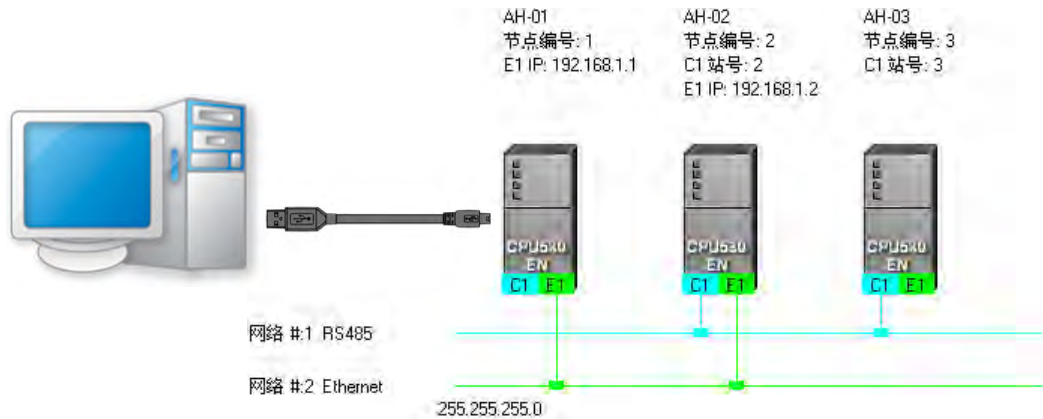 AH-01
节点编号: 1
E1 IP: 192.168.1.1
AH-02
节点编号: 2
C1 站号: 2
E1 IP: 192.168.1.2
AH-03
节点编号: 3
C1 站号: 3
CPU530
EN
C1 E1
CPU530
EN
C1 E1
CPU530
EN
C1 E1
网络 #:1 RS485
网络 #:2 Ethernet
255.255.255.0